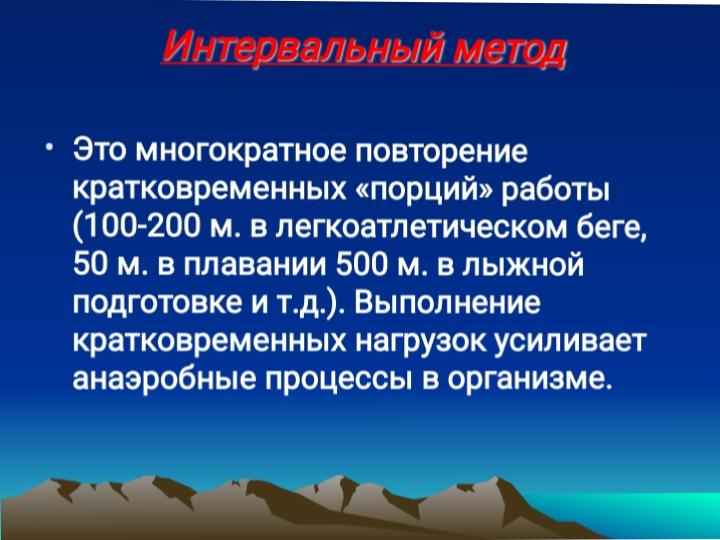 Интервальный метод
• Это многократное повторение
кратковременных «порций» работы
(100-200 м. в легкоатлетическом беге,
50 м. в плавании 500 м. в лыжной
подготовке и т.д.). Выполнение
кратковременных нагрузок усиливает
анаэробные процессы в организме.